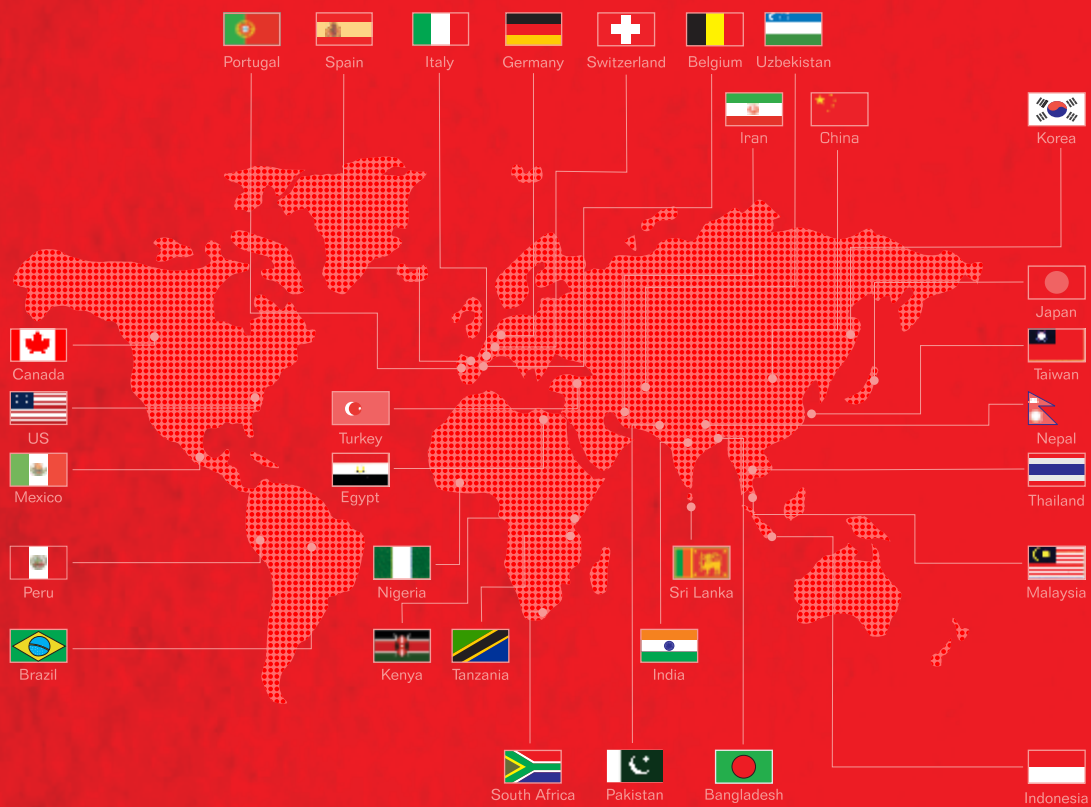 Portugal
Spain
Italy
Germany
Switzerland
Belgium
Uzbekistan
Iran
China
Korea
Japan
Canada
Taiwan
US
Turkey
Nepal
Mexico
Egypt
Thailand
Peru
Nigeria
Sri Lanka
Malaysia
Brazil
Kenya
Tanzania
India
South Africa
Pakistan
Bangladesh
Indonesia